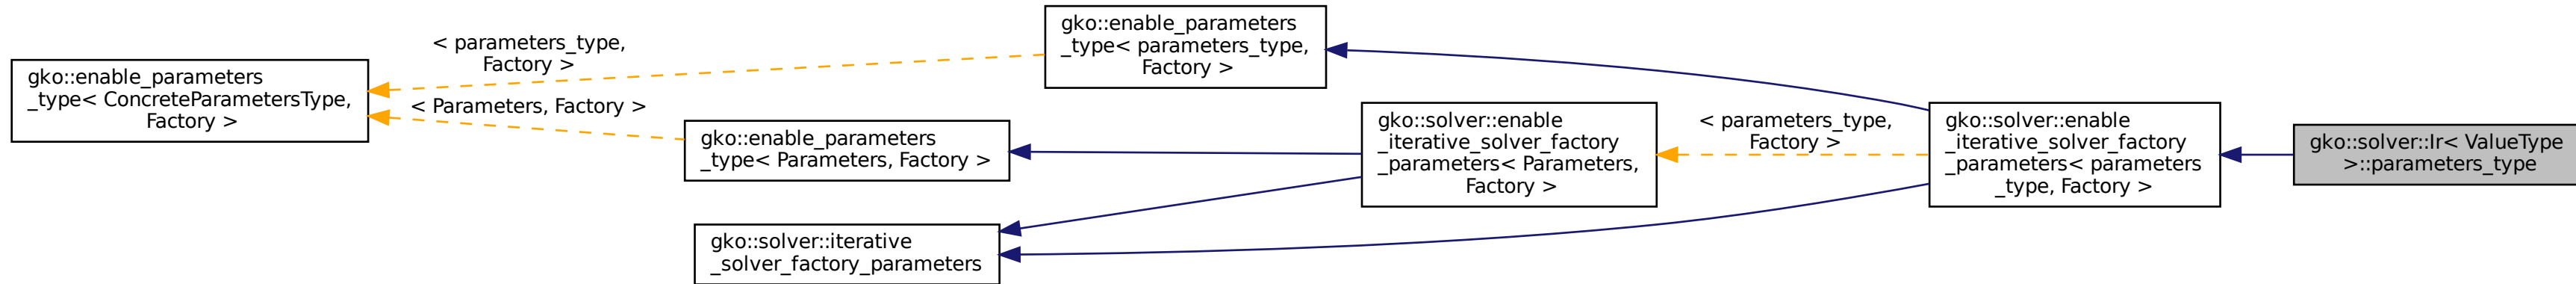 gko::enable_parameters
_type< ConcreteParametersType,
Factory >
< parameters_type,
Factory >
< Parameters, Factory >
gko::enable_parameters
_type< parameters_type,
Factory >
gko::enable_parameters
_type< Parameters, Factory >
gko::solver::iterative
_solver_factory_parameters
gko::solver::enable
_iterative_solver_factory
_parameters< Parameters,
Factory >
< parameters_type,
Factory >
gko::solver::enable
_iterative_solver_factory
_parameters< parameters
_type, Factory >
gko::solver::Ir< ValueType
>::parameters_type